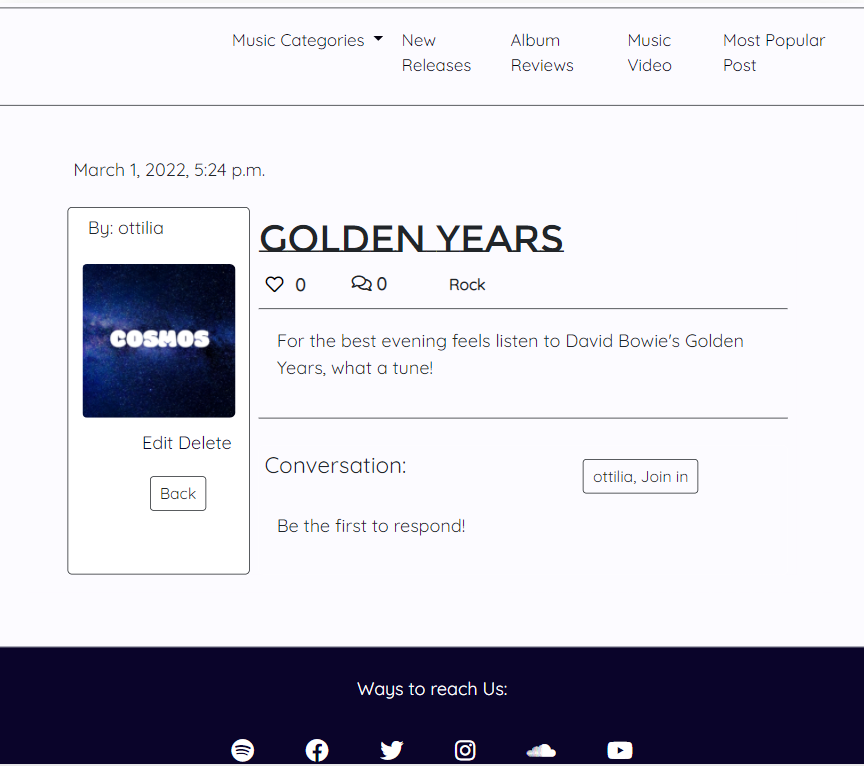 Music Categories
New Releases
Album Reviews
Music Video
Most Popular Post
March 1, 2022, 5:24 p.m.
By: ottilia
COSMOS
Edit Delete
Back
GOLDEN YEARS
0 0 Rock
For the best evening feels listen to David Bowie's Golden
Years, what a tune!
Conversation:
ottilia, Join in
Be the first to respond!
Ways to reach Us: